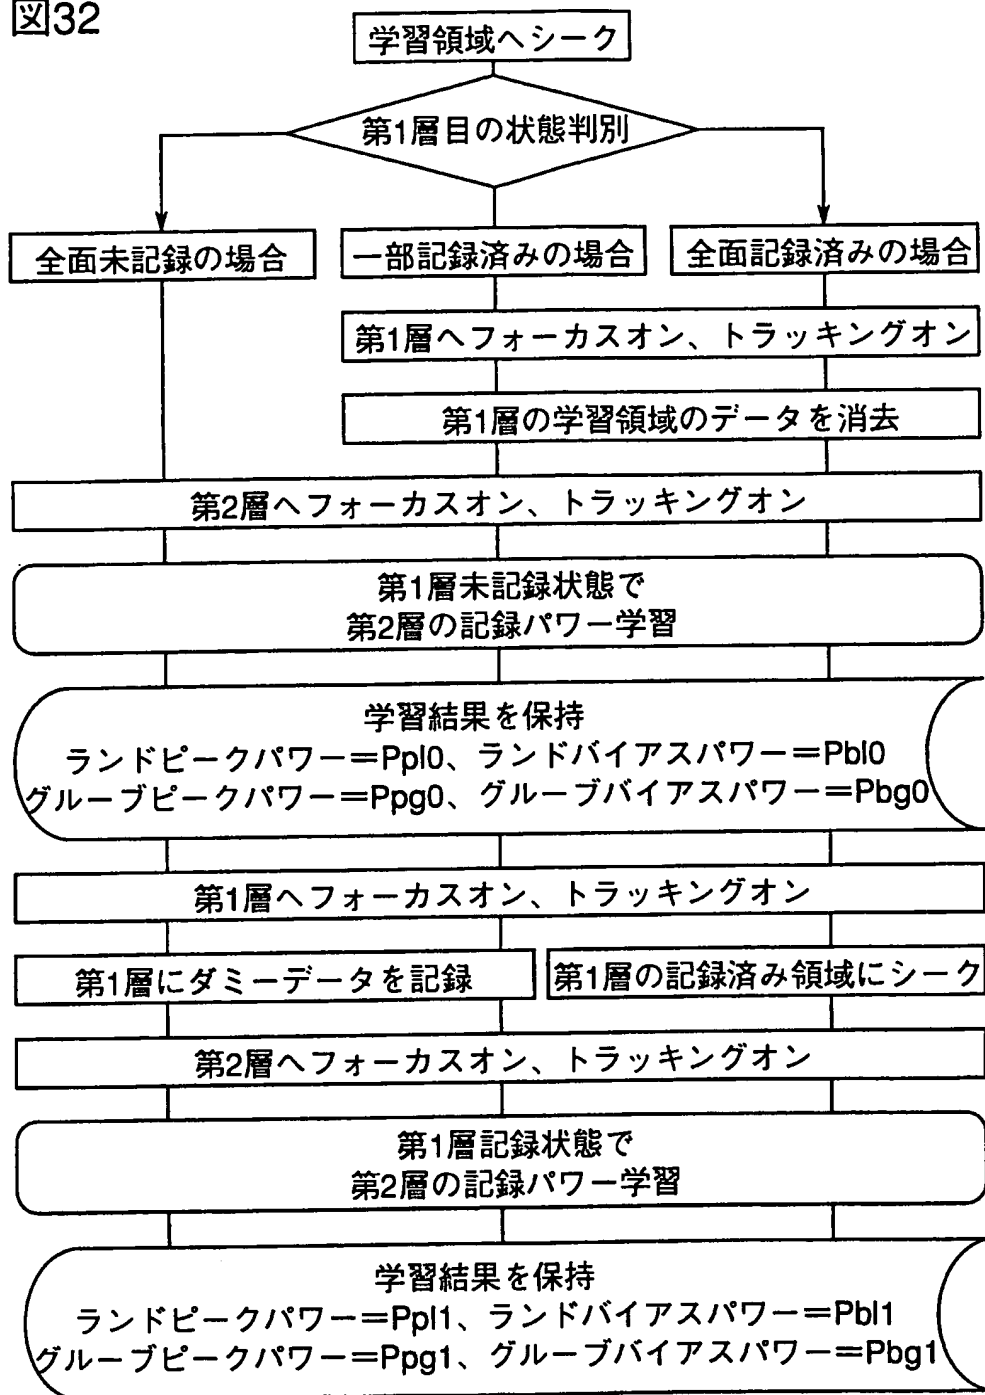 図32
学習領域へシーク
第1層目の状態判別
全面未記録の場合
一部記録済みの場合
全面記録済みの場合
第1層へフォーカスオン、トラッキングオン
第1層の学習領域のデータを消去
第2層へフォーカスオン、トラッキングオン
第1層未記録状態で
第2層の記録パワー学習
学習結果を保持
ランドピークパワー＝Ppl0、ランドバイアスパワー＝Pbl0
グルーブピークパワー＝Ppg0、グルーブバイアスパワー＝Pbg0
第1層へフォーカスオン、トラッキングオン
第1層にダミーデータを記録
第1層の記録済み領域にシーク
第2層へフォーカスオン、トラッキングオン
第1層記録状態で
第2層の記録パワー学習
学習結果を保持
ランドピークパワー＝Ppl1、ランドバイアスパワー＝Pbl1
グルーブピークパワー＝Ppg1、グルーブバイアスパワー＝Pbg1